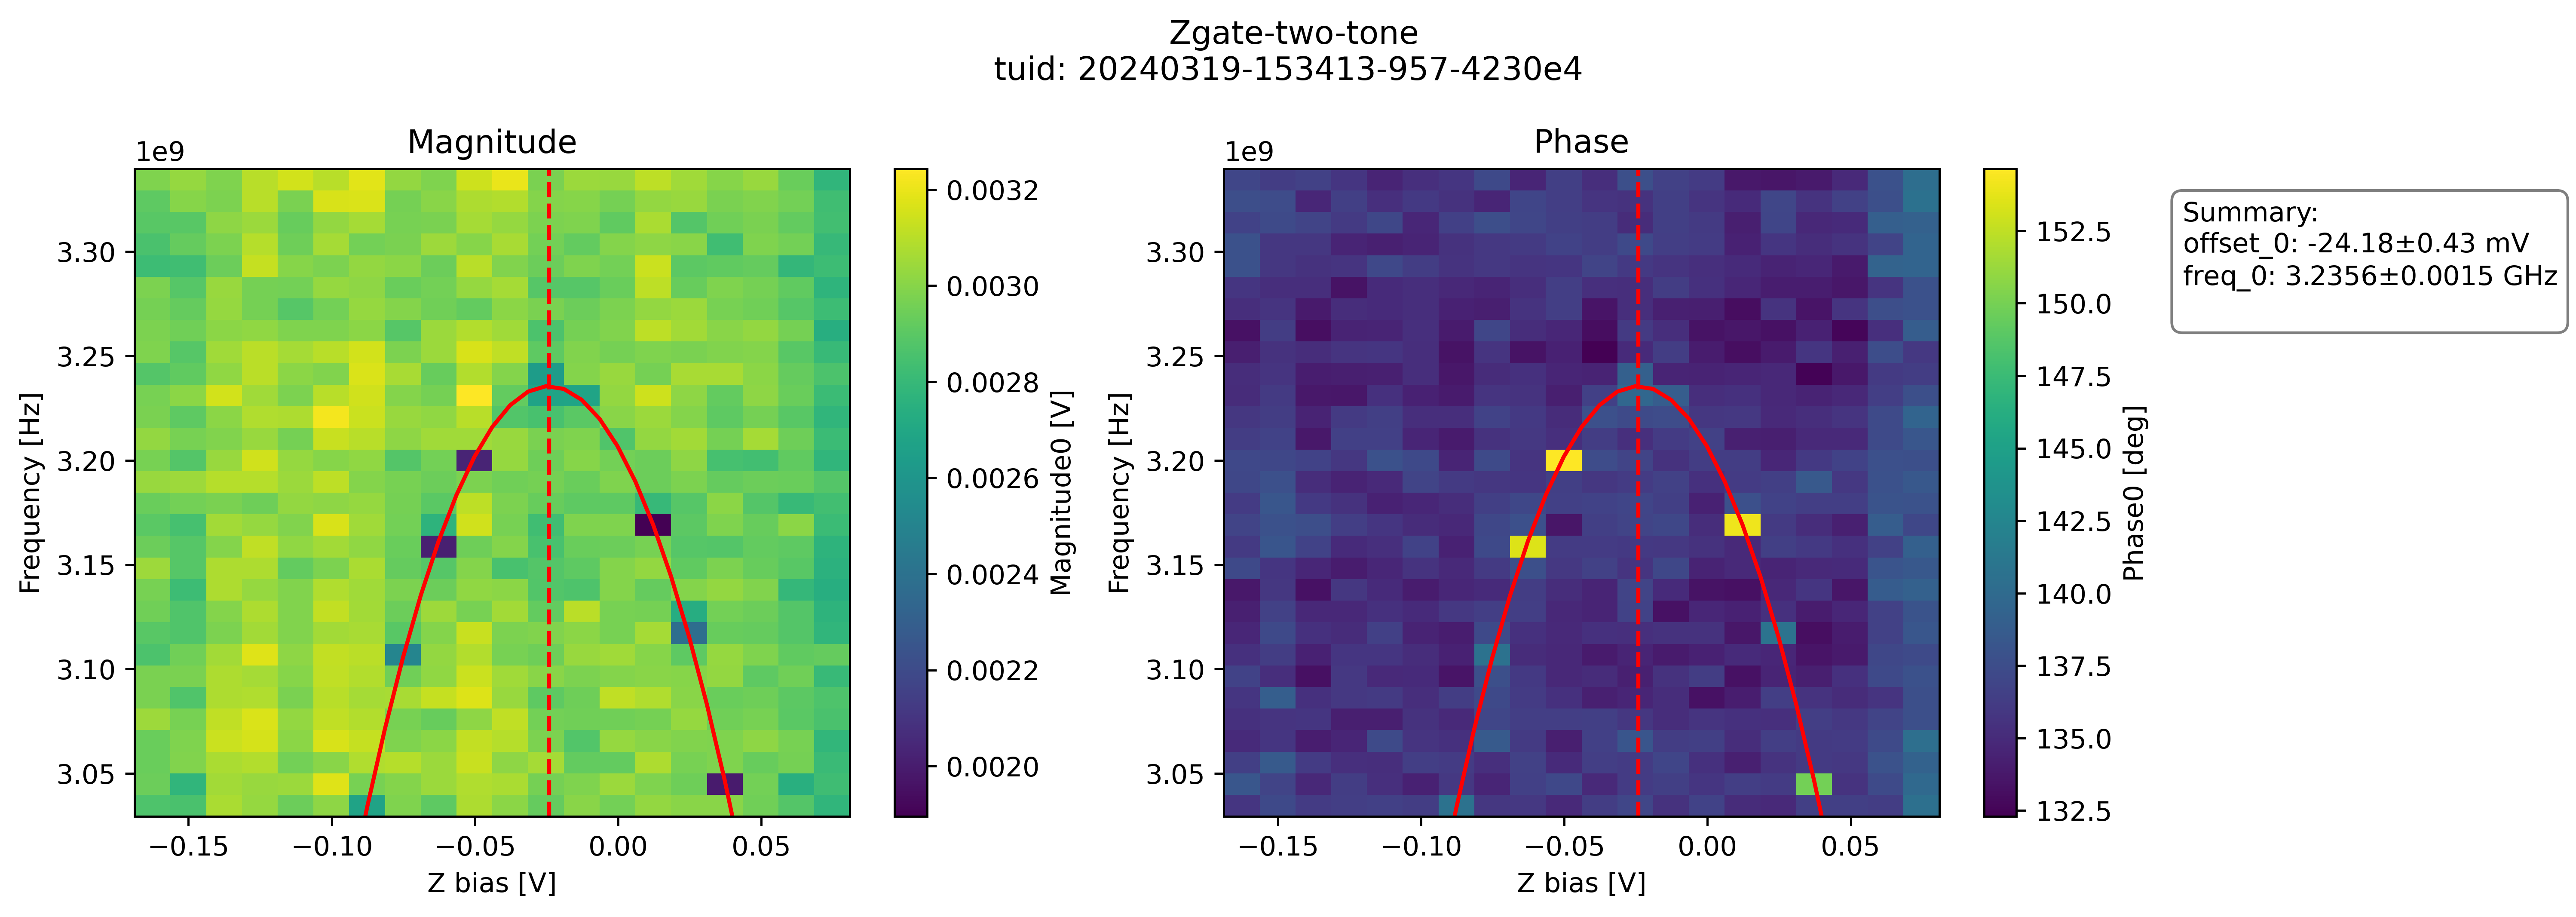 Zgate-two-tone
tuid: 20240319-153413-957-4230e4
Magnitude
1e9
3.30
3.25
3.20
3.15
3.10
3.05
Frequency [Hz]
−0.15
−0.10
−0.05
0.00
0.05
Z bias [V]
0.0032
0.0030
0.0028
0.0026
0.0024
0.0022
0.0020
Magnitude0 [V]
Phase
1e9
3.30
3.25
3.20
3.15
3.10
3.05
Frequency [Hz]
−0.15
−0.10
−0.05
0.00
0.05
Z bias [V]
152.5
150.0
147.5
145.0
142.5
140.0
137.5
135.0
132.5
Phase0 [deg]
Summary:
offset_0: -24.18±0.43 mV
freq_0: 3.2356±0.0015 GHz